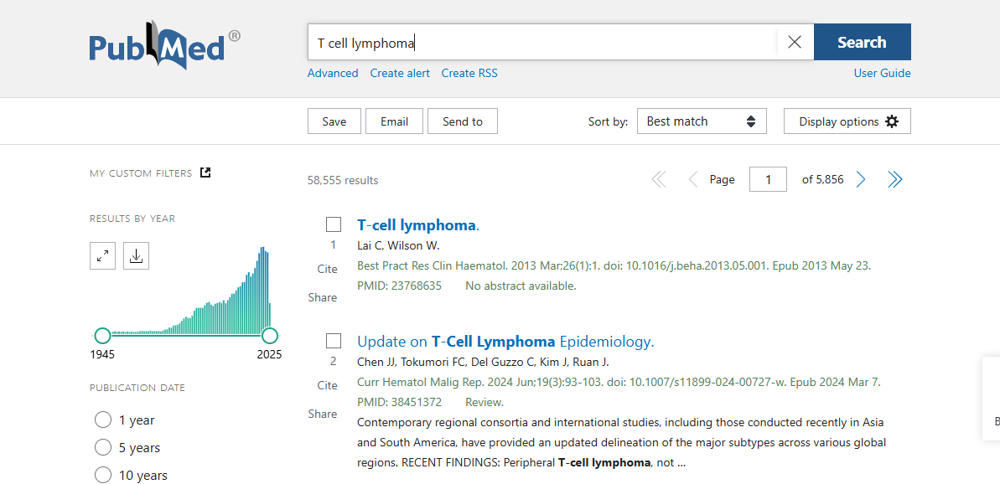 PubMed®
T cell lymphoma
Search
Advanced Create alert Create RSS User Guide
Save Email Send to Sort by: Best match Display options
MY CUSTOM FILTERS
58,555 results
Page 1 of 5,856
RESULTS BY YEAR
1945 2025
PUBLICATION DATE
1 year
5 years
10 years
T-cell lymphoma.
1
Lai C, Wilson W.
Cite
Best Pract Res Clin Haematol. 2013 Mar;26(1):1. doi: 10.1016/j.beha.2013.05.001. Epub 2013 May 23.
PMID: 23768635 No abstract available.
Share
Update on T-Cell Lymphoma Epidemiology.
2
Chen JJ, Tokumori FC, Del Guzzo C, Kim J, Ruan J.
Cite
Curr Hematol Malig Rep. 2024 Jun;19(3):93-103. doi: 10.1007/s11899-024-00727-w. Epub 2024 Mar 7.
PMID: 38451372 Review.
Share
Contemporary regional consortia and international studies, including those conducted recently in Asia
and South America, have provided an updated delineation of the major subtypes across various global
regions. RECENT FINDINGS: Peripheral T-cell lymphoma, not ...
B